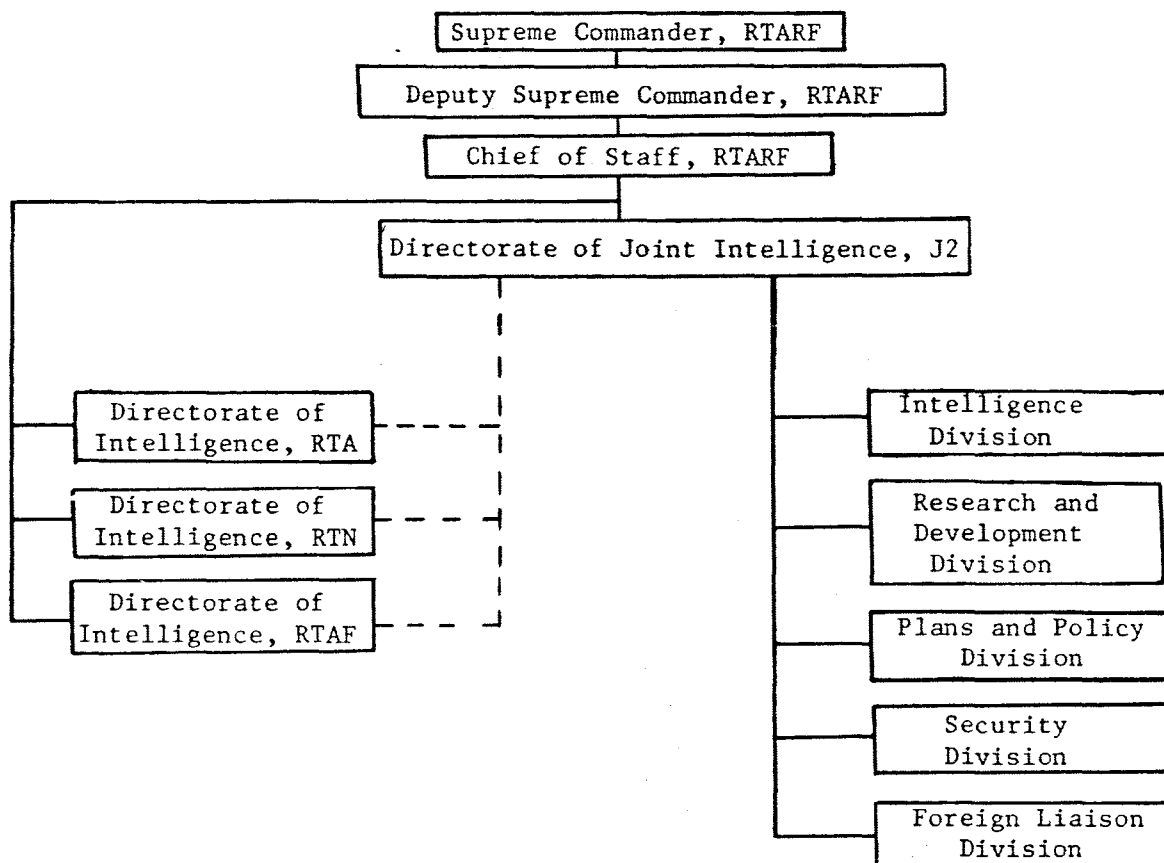 Supreme Commander, RTARF
Deputy Supreme Commander, RTARF
Chief of Staff, RTARF
Directorate of Joint Intelligence, J2
Directorate of
Intelligence, RTA
Directorate of
Intelligence, RTN
Directorate of
Intelligence, RTAF
Intelligence
Division
Research and
Development
Division
Plans and Policy
Division
Security
Division
Foreign Liaison
Division